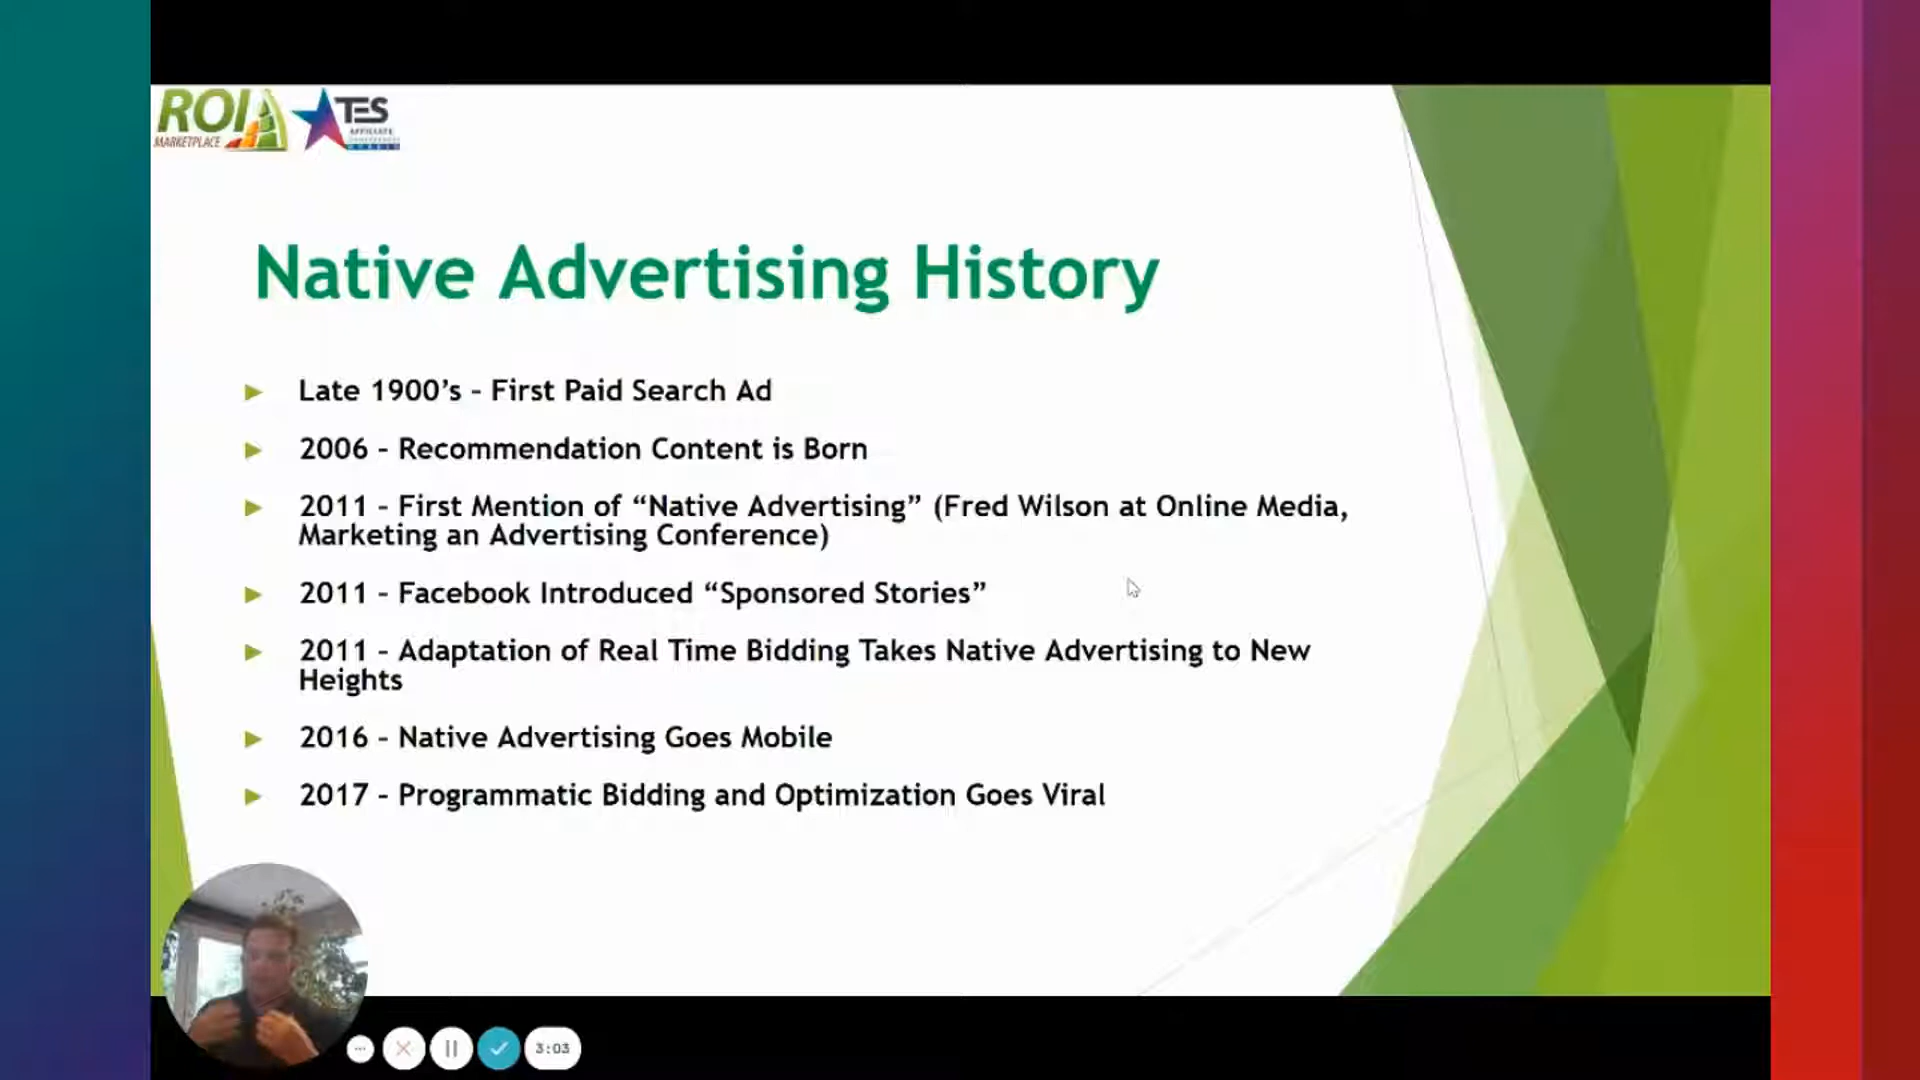 ROI
MARKETPLACE
TES
AFFILIATE
Native Advertising History
Late 1900’s – First Paid Search Ad
2006 – Recommendation Content is Born
2011 – First Mention of “Native Advertising” (Fred Wilson at Online Media,
Marketing an Advertising Conference)
2011 – Facebook Introduced “Sponsored Stories”
2011 – Adaptation of Real Time Bidding Takes Native Advertising to New
Heights
2016 – Native Advertising Goes Mobile
2017 – Programmatic Bidding and Optimization Goes Viral
3:03